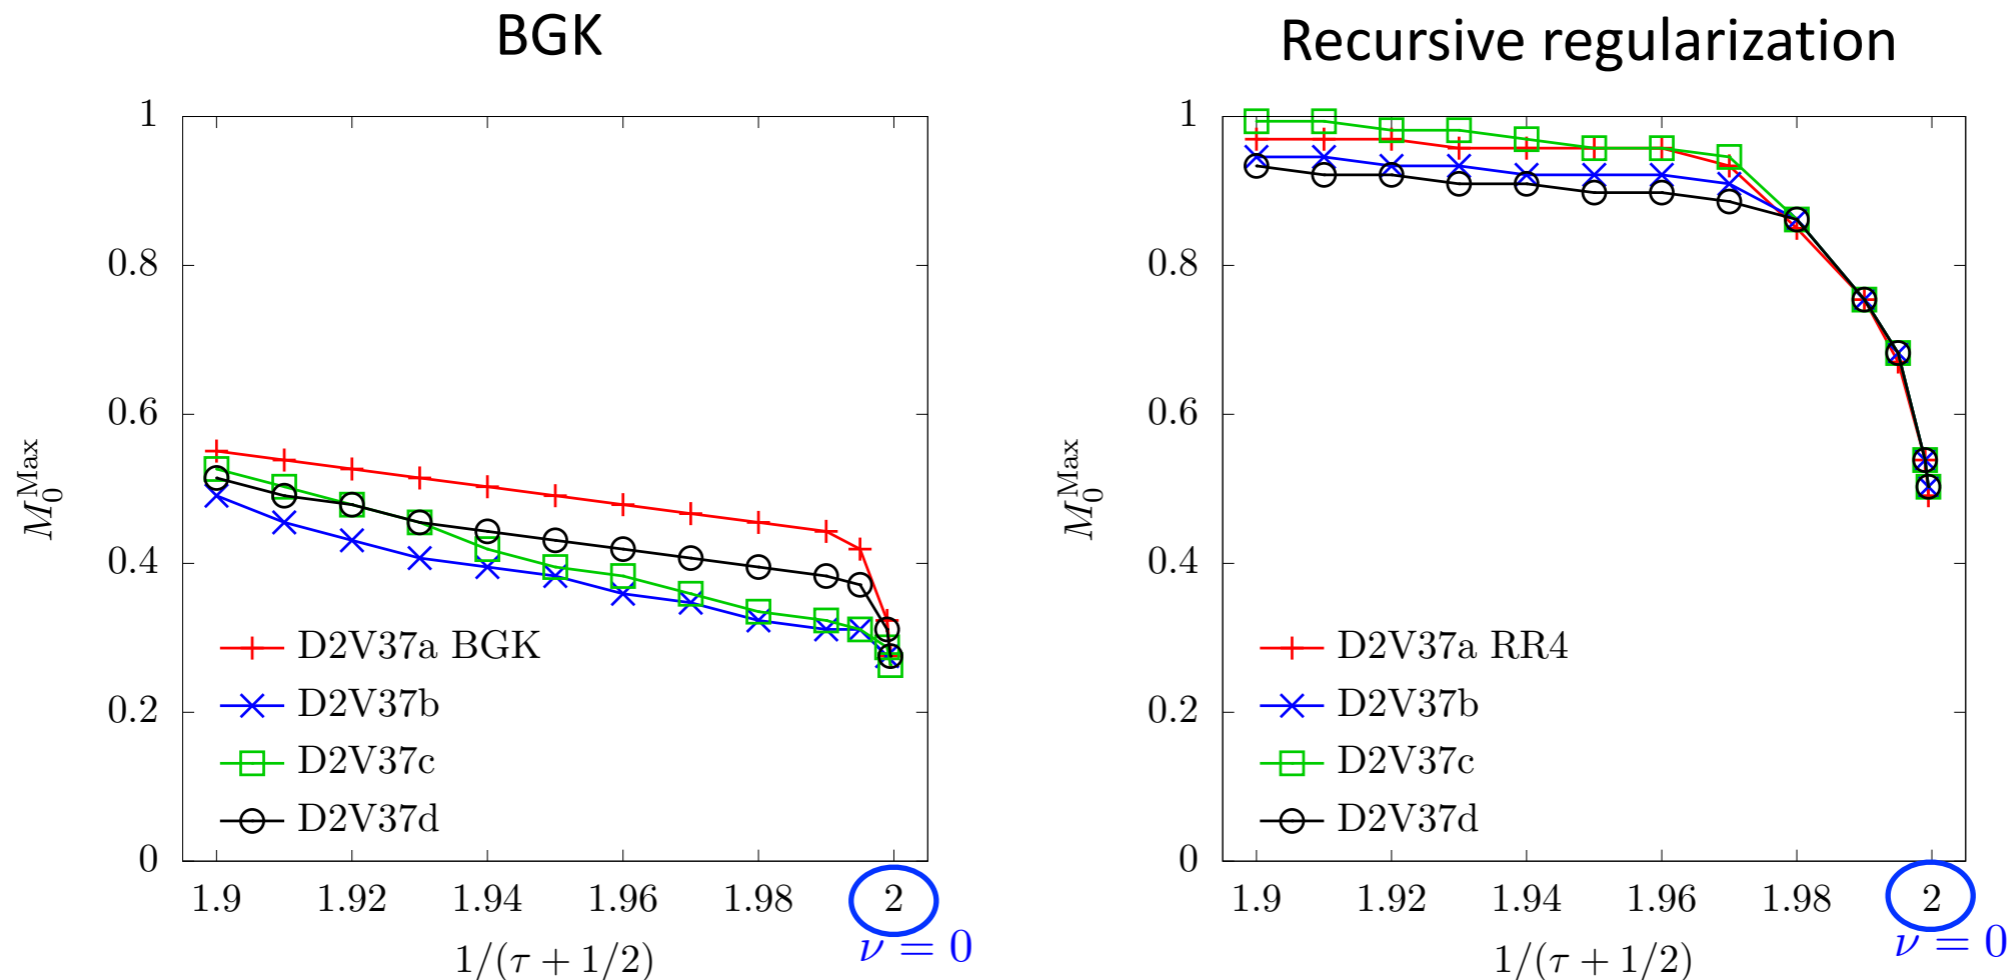 BGK
1
0.8
0.6
0.4
0.2
0
M_0^Max
D2V37a BGK
D2V37b
D2V37c
D2V37d
1.9 1.92 1.94 1.96 1.98 2
ν = 0
1/(τ + 1/2)
Recursive regularization
1
0.8
0.6
0.4
0.2
0
M_0^Max
D2V37a RR4
D2V37b
D2V37c
D2V37d
1.9 1.92 1.94 1.96 1.98 2
ν = 0
1/(τ + 1/2)